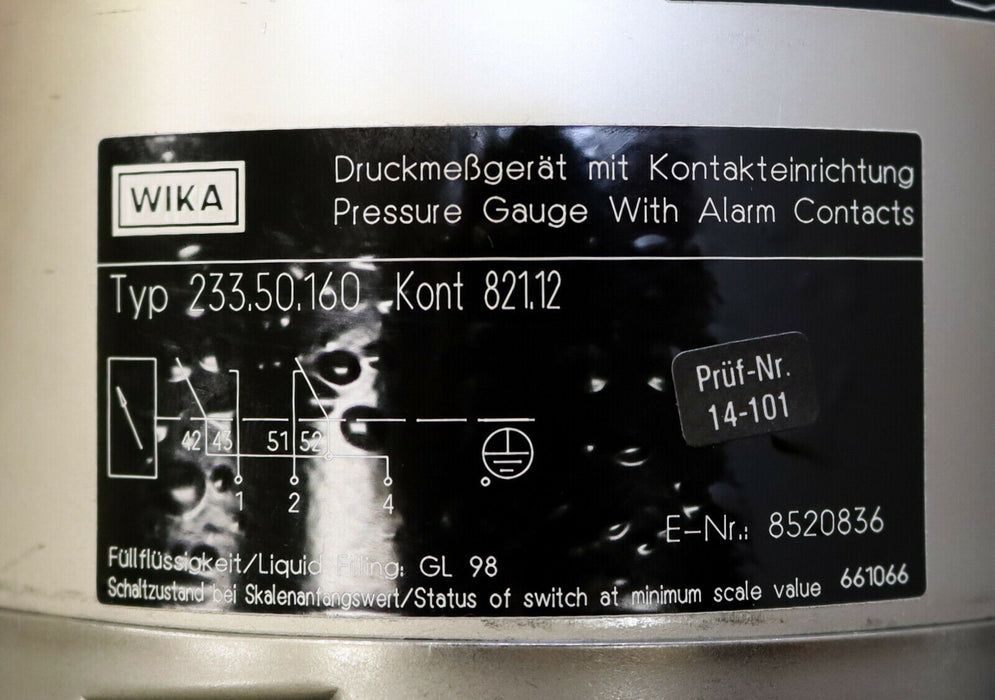 WIKA
Druckmeßgerät mit Kontakteinrichtung
Pressure Gauge With Alarm Contacts
Typ 233.50.160 Kont 821.12
Prüf-Nr.
14-101
42 43 51 52
1 2 4
E-Nr.: 8520836
Füllflüssigkeit/Liquid Filling: GL 98
Schaltzustand bei Skalenanfangswert/Status of switch at minimum scale value 661066